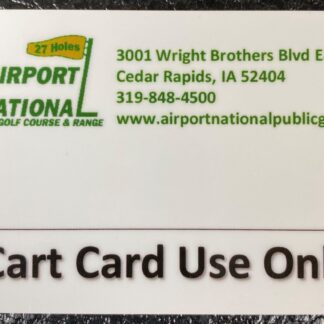 27 Holes
AIRPORT
NATIONAL
GOLF COURSE & RANGE
3001 Wright Brothers Blvd E
Cedar Rapids, IA 52404
319-848-4500
www.airportnationalpublicg
Cart Card Use Onl